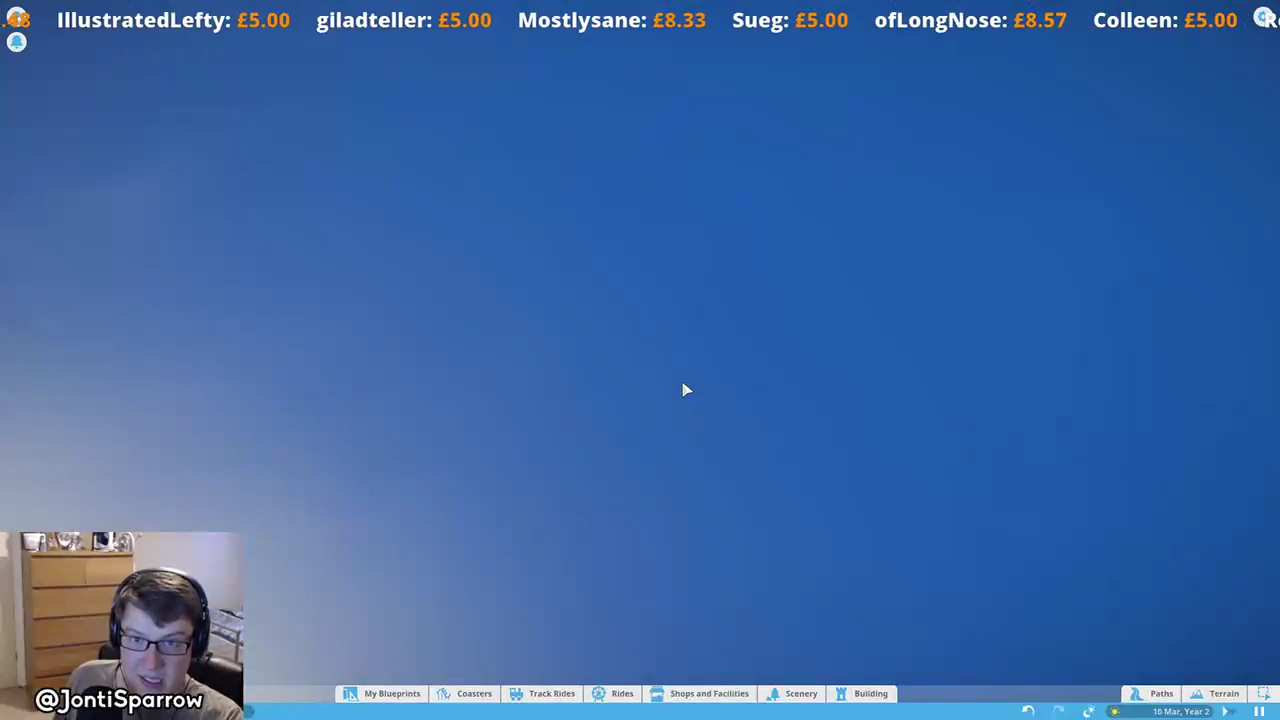 .48 IllustratedLefty: £5.00 giladteller: £5.00 Mostlysane: £8.33 Sueg: £5.00 ofLongNose: £8.57 Colleen: £5.00
@JontiSparrow
My Blueprints Coasters Track Rides Rides Shops and Facilities Scenery Building Paths Terrain
10 Mar, Year 2